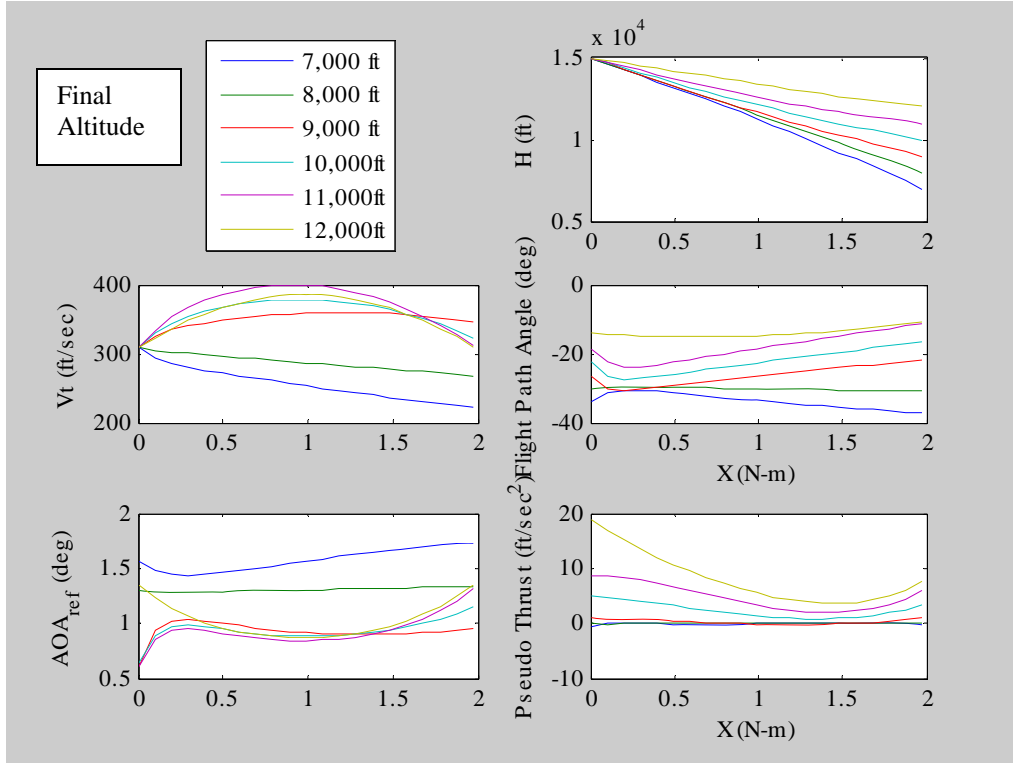 Final
Altitude
7,000 ft
8,000 ft
9,000 ft
10,000ft
11,000ft
12,000ft
x 10^4
1.5
1
0.5
H (ft)
0 0.5 1 1.5 2
400
300
200
Vt (ft/sec)
0 0.5 1 1.5 2
0
-20
-40
Flight Path Angle (deg)
0 0.5 1 1.5 2
X (N-m)
2
1.5
1
0.5
AOA_ref (deg)
0 0.5 1 1.5 2
20
10
0
-10
Pseudo Thrust (ft/sec²)
0 0.5 1 1.5 2
X (N-m)